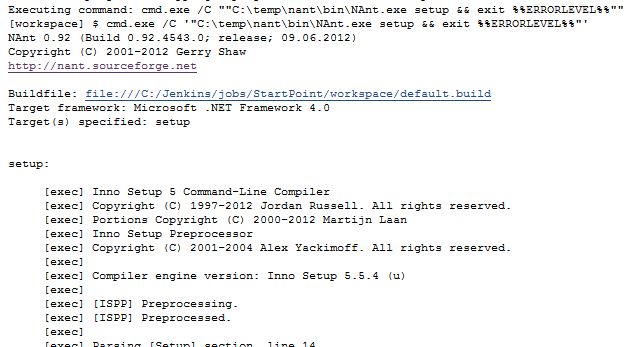 Executing command: cmd.exe /C ""C:\temp\nant\bin\NAnt.exe setup && exit %%ERRORLEVEL%%""
[workspace] $ cmd.exe /C '"C:\temp\nant\bin\NAnt.exe setup && exit %%ERRORLEVEL%%"'
NAnt 0.92 (Build 0.92.4543.0; release; 09.06.2012)
Copyright (C) 2001-2012 Gerry Shaw
http://nant.sourceforge.net
Buildfile: file:///C:/Jenkins/jobs/StartPoint/workspace/default.build
Target framework: Microsoft .NET Framework 4.0
Target(s) specified: setup
setup:
[exec] Inno Setup 5 Command-Line Compiler
[exec] Copyright (C) 1997-2012 Jordan Russell. All rights reserved.
[exec] Portions Copyright (C) 2000-2012 Martijn Laan
[exec] Inno Setup Preprocessor
[exec] Copyright (C) 2001-2004 Alex Yackimoff. All rights reserved.
[exec]
[exec] Compiler engine version: Inno Setup 5.5.4 (u)
[exec]
[exec] [ISPP] Preprocessing.
[exec] [ISPP] Preprocessed.
[exec]
[exec] Parsing [Setup] section, line 14